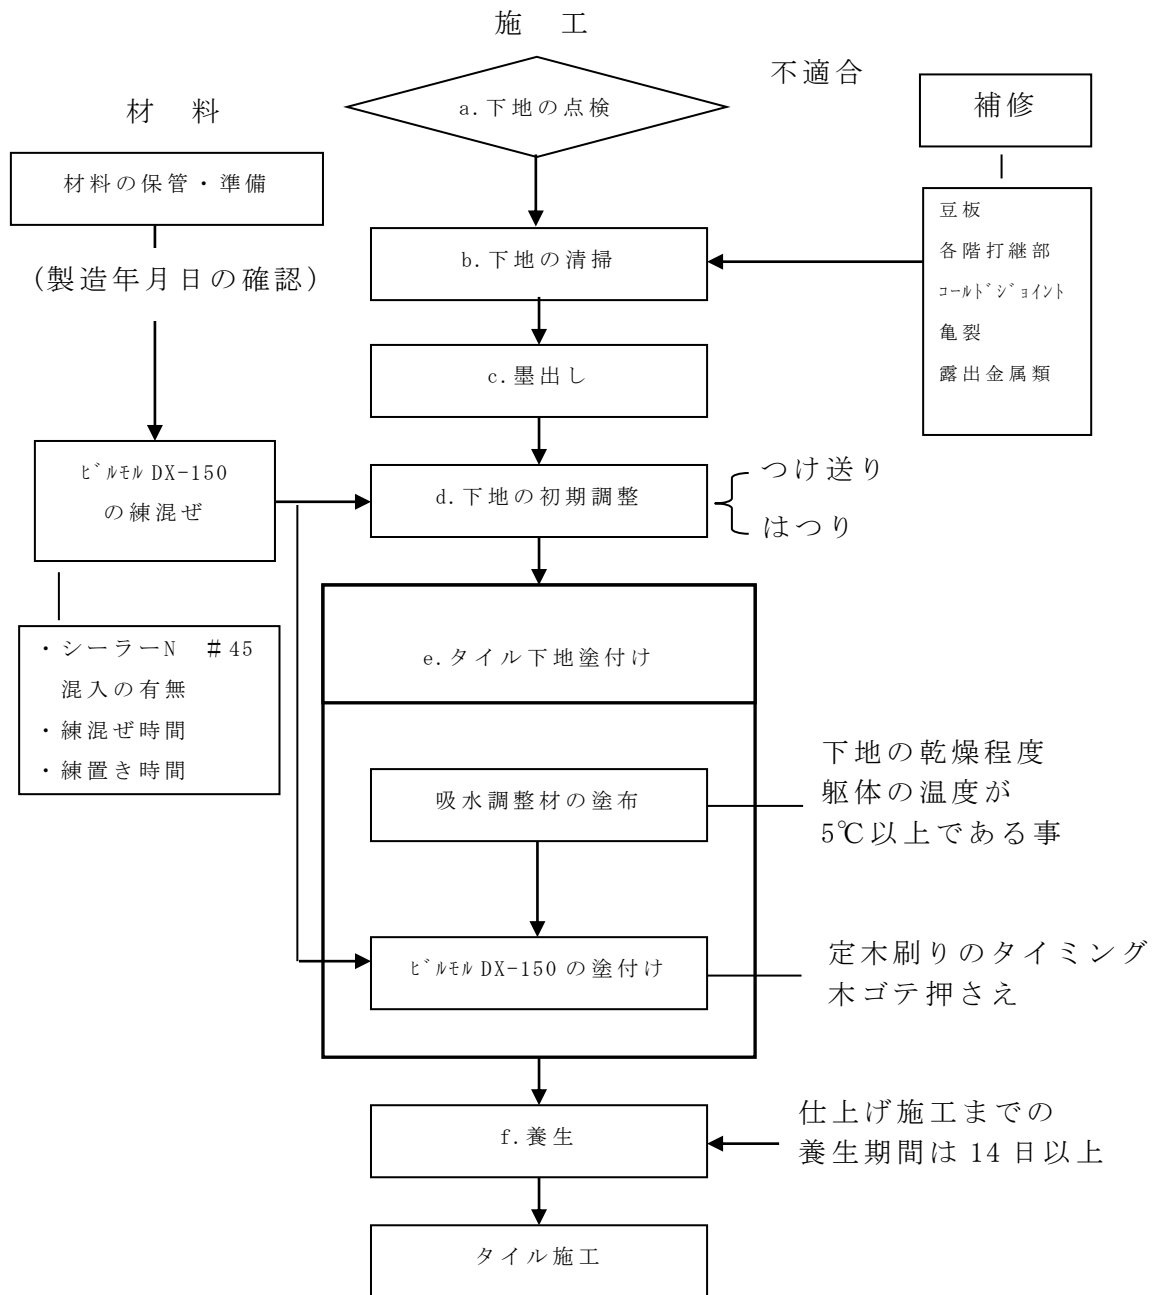 施　工
不適合
a.下地の点検
補修
材　料
材料の保管・準備
豆板
各階打継部
ｺｰﾙﾄﾞｼﾞｮｲﾝﾄ
亀裂
露出金属類
b.下地の清掃
(製造年月日の確認)
c.墨出し
ﾋﾞﾙﾓﾙ DX-150
の練混ぜ
d.下地の初期調整
つけ送り
はつり
・シーラーN　＃45
混入の有無
・練混ぜ時間
・練置き時間
e.タイル下地塗付け
吸水調整材の塗布
下地の乾燥程度
躯体の温度が
5℃以上である事
ﾋﾞﾙﾓﾙ DX-150 の塗付け
定木刷りのタイミング
木ゴテ押さえ
f.養生
仕上げ施工までの
養生期間は 14 日以上
タイル施工